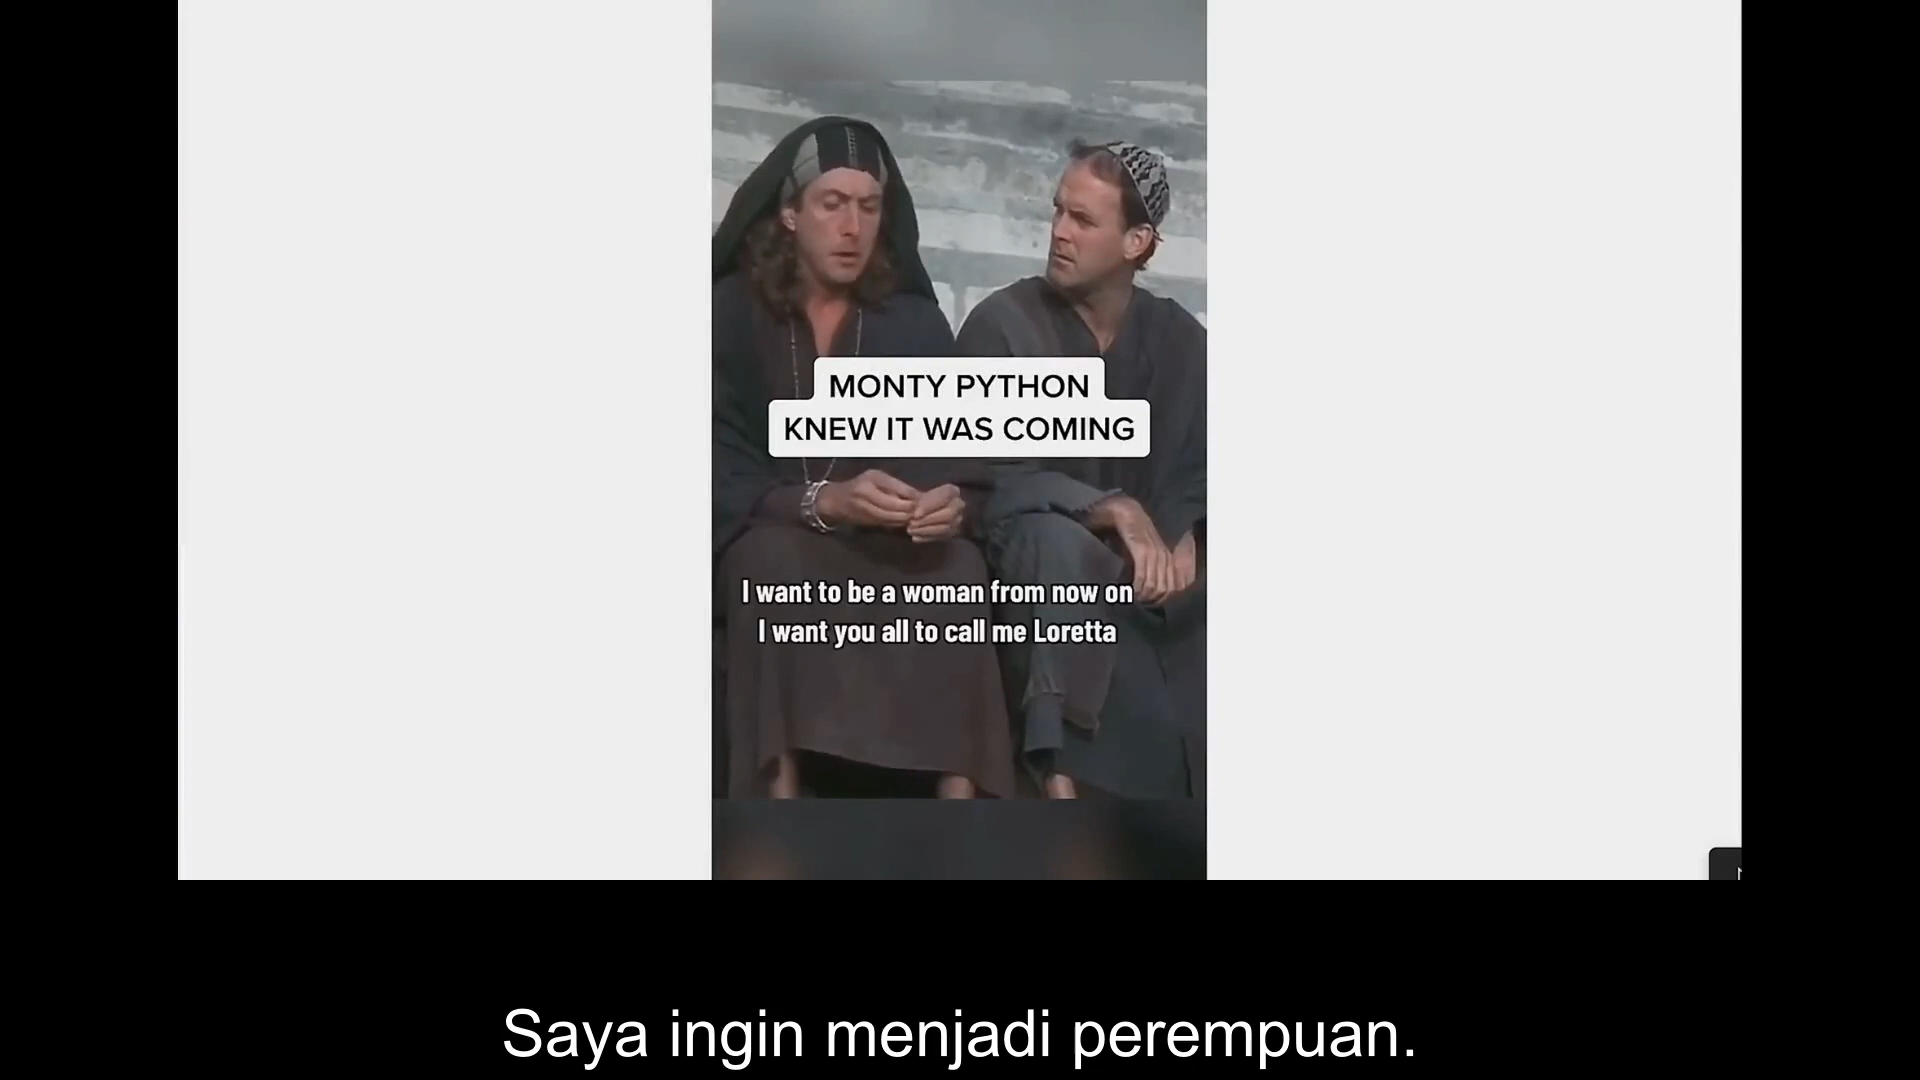 MONTY PYTHON
KNEW IT WAS COMING
I want to be a woman from now on
I want you all to call me Loretta
Saya ingin menjadi perempuan.